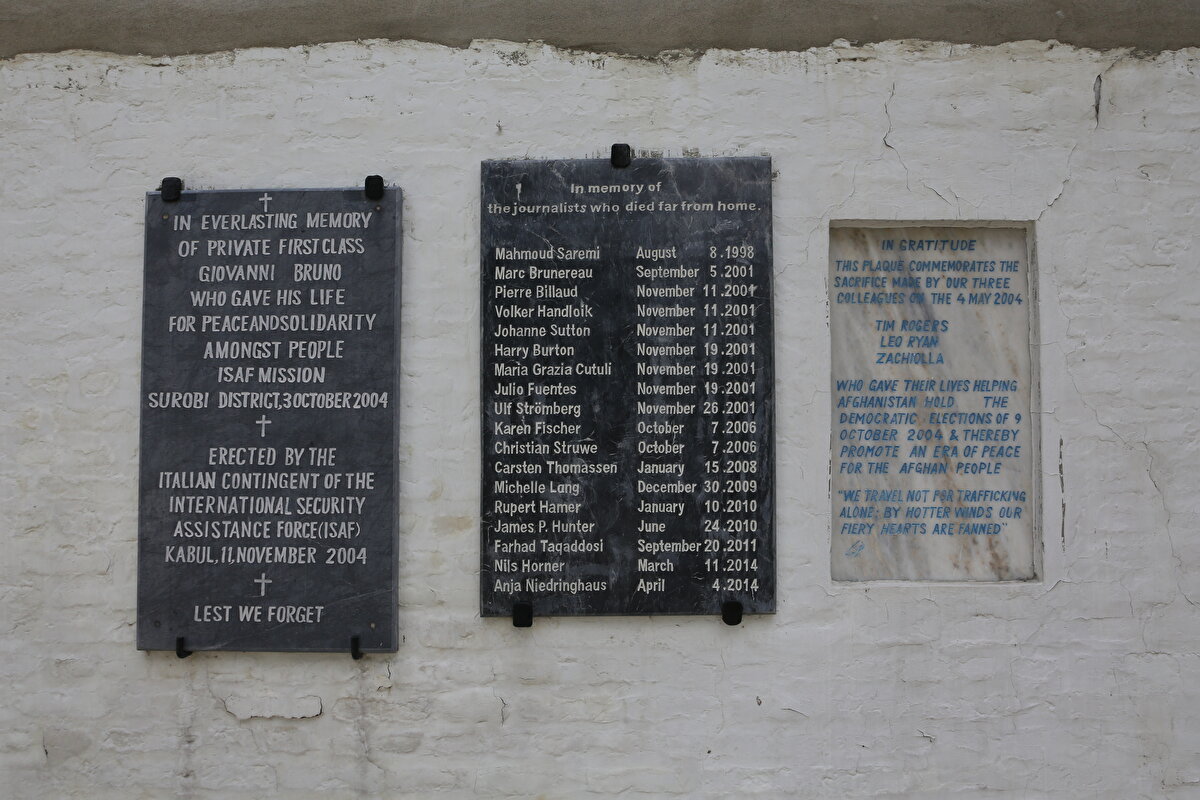 IN EVERLASTING MEMORY
OF PRIVATE FIRST CLASS
GIOVANNI BRUNO
WHO GAVE HIS LIFE
FOR PEACEANDSOLIDARITY
AMONGST PEOPLE
ISAF MISSION
SUROBI DISTRICT,3OCTOBER2004
ERECTED BY THE
ITALIAN CONTINGENT OF THE
INTERNATIONAL SECURITY
ASSISTANCE FORCE(ISAF)
KABUL,11,NOVEMBER 2004
LEST WE FORGET
In memory of
the journalists who died far from home.
Mahmoud Saremi August 8.1998
Marc Brunereau September 5.2001
Pierre Billaud November 11.2001
Volker Handloik November 11.2001
Johanne Sutton November 11.2001
Harry Burton November 19.2001
Maria Grazia Cutuli November 19.2001
Julio Fuentes November 19.2001
Ulf Strömberg November 26.2001
Karen Fischer October 7.2006
Christian Struwe October 7.2006
Carsten Thomassen January 15.2008
Michelle Lang December 30.2009
Rupert Hamer January 10.2010
James P. Hunter June 24.2010
Farhad Taqaddosi September 20.2011
Nils Horner March 11.2014
Anja Niedringhaus April 4.2014
IN GRATITUDE
THIS PLAQUE COMMEMORATES THE
SACRIFICE MADE BY OUR THREE
COLLEAGUES ON THE 4 MAY 2004
TIM ROGERS
LEO RYAN
ZACHIOLLA
WHO GAVE THEIR LIVES HELPING
AFGHANISTAN HOLD THE
DEMOCRATIC ELECTIONS OF 9
OCTOBER 2004 & THEREBY
PROMOTE AN ERA OF PEACE
FOR THE AFGHAN PEOPLE
"WE TRAVEL NOT FOR TRAFFICKING
ALONE; BY HOTTER WINDS OUR
FIERY HEARTS ARE FANNED"